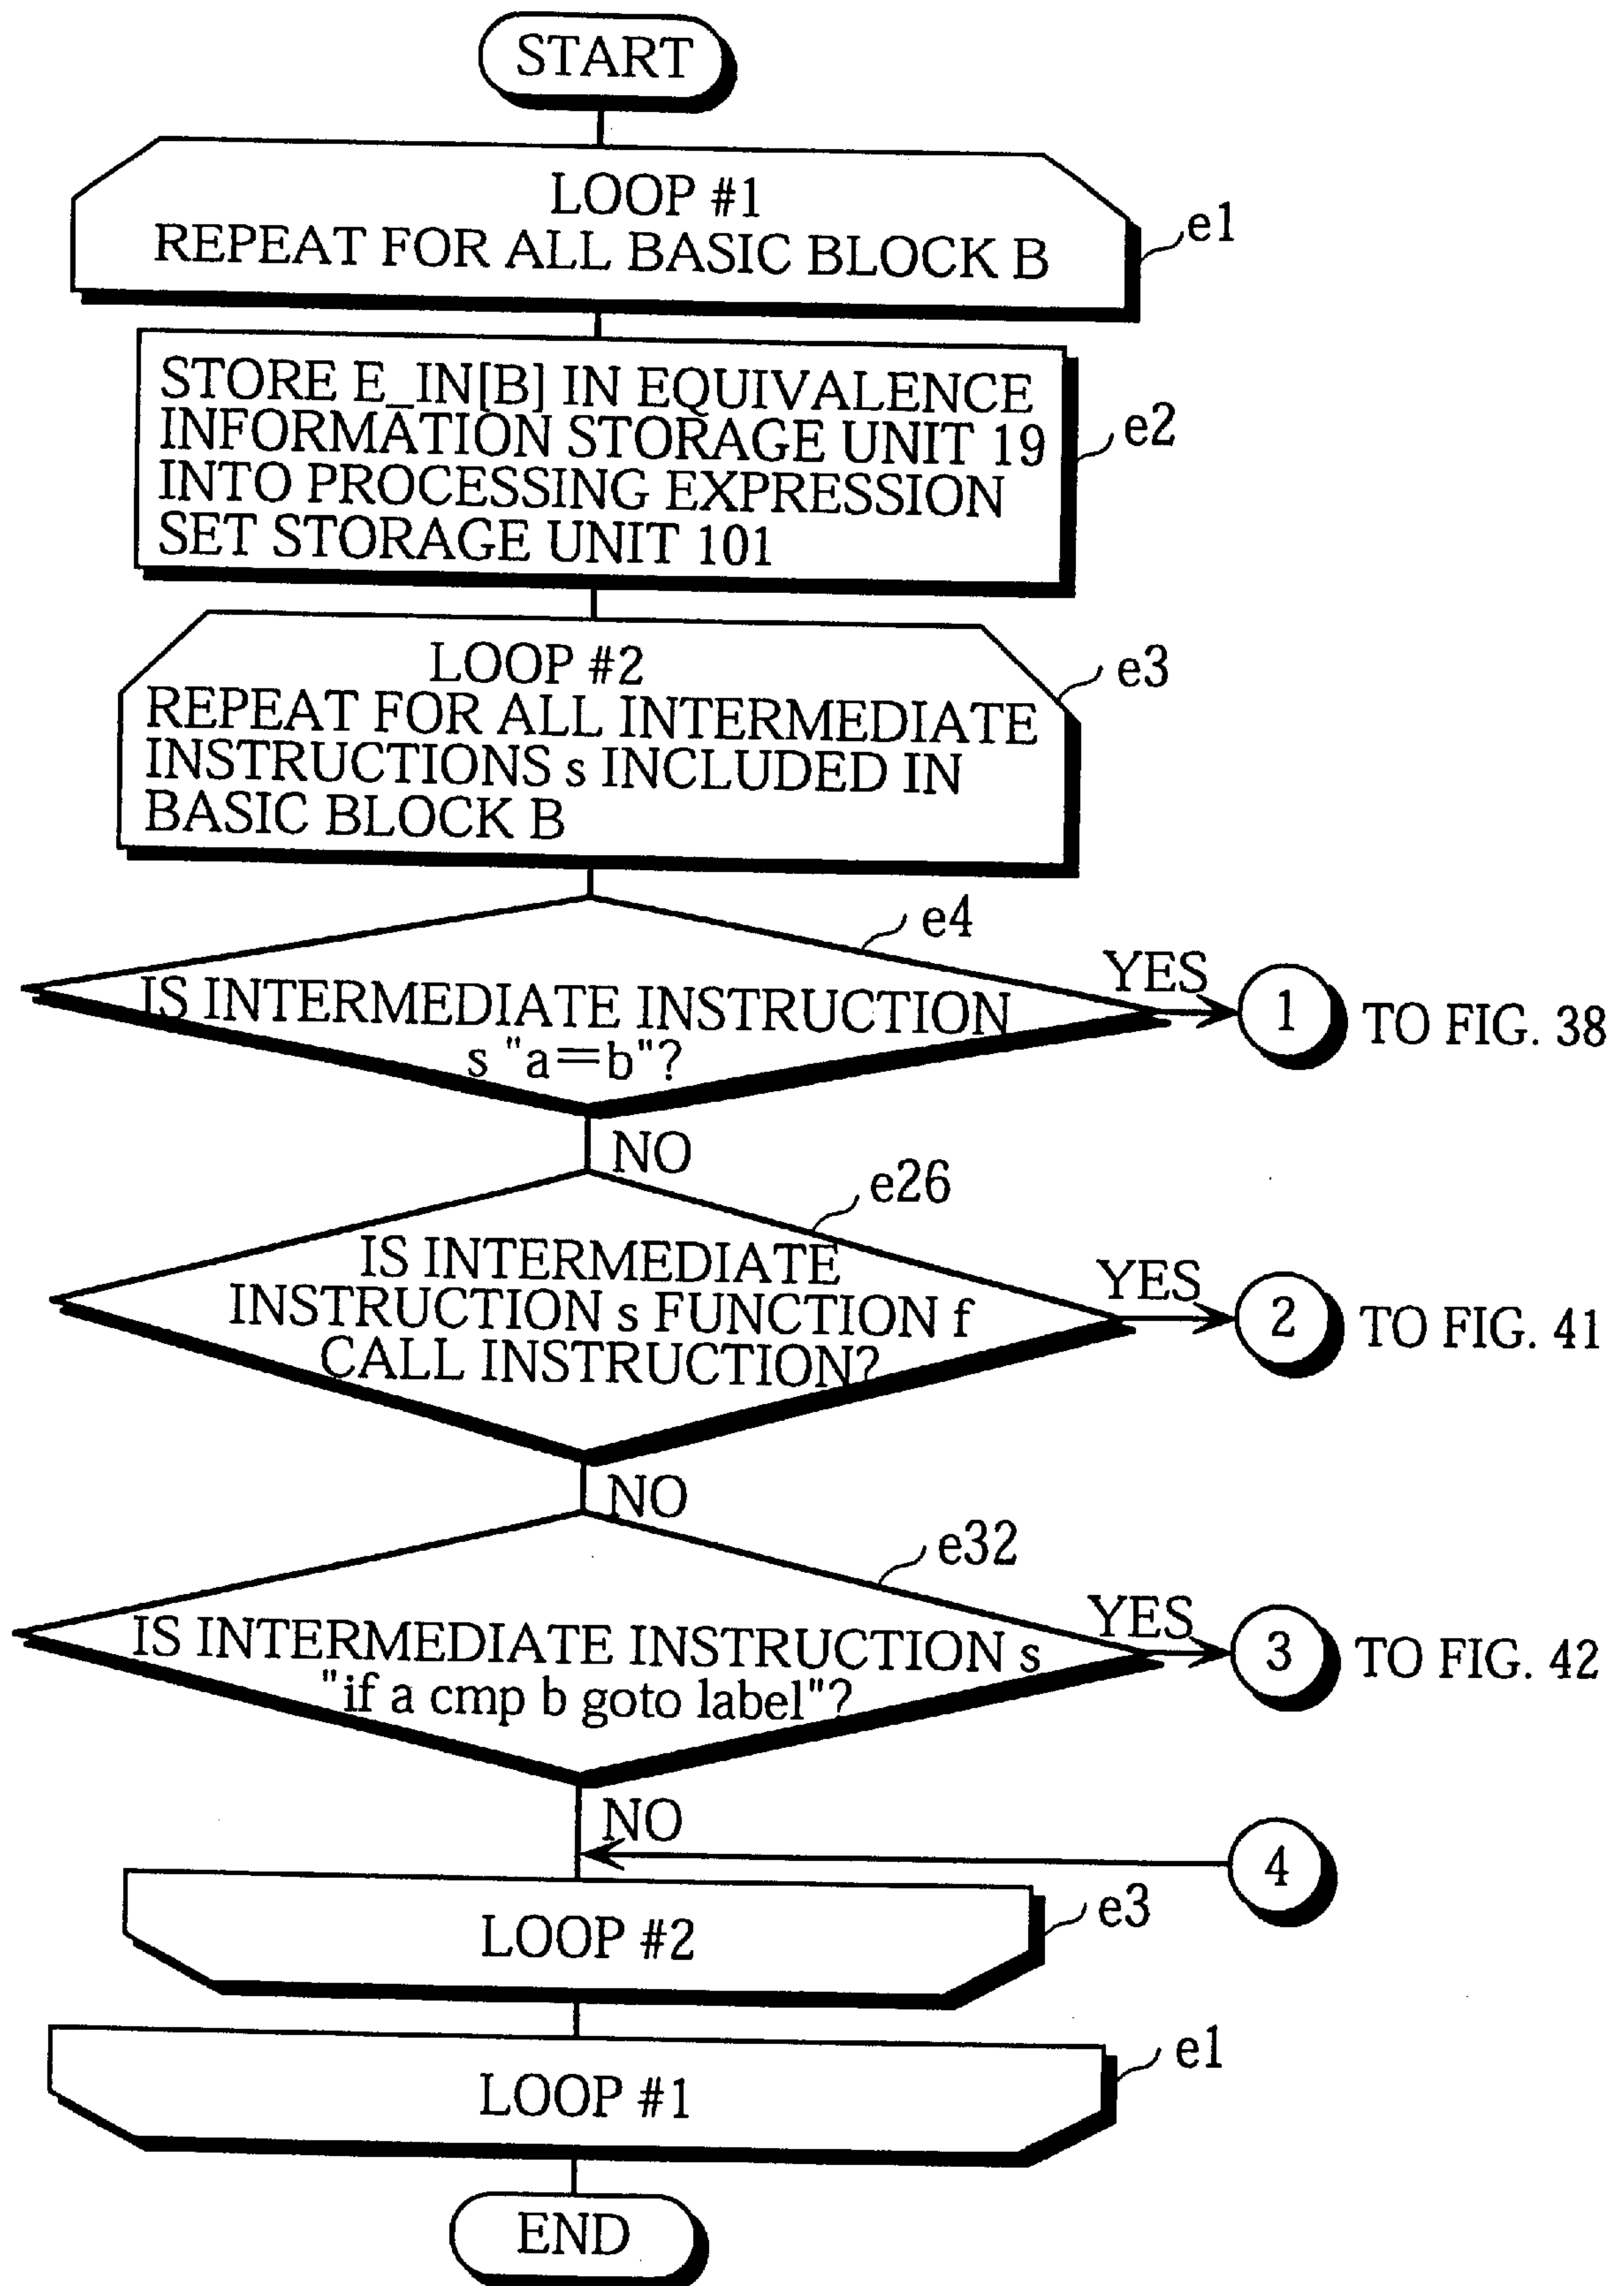 START
LOOP #1
REPEAT FOR ALL BASIC BLOCK B
e1
STORE E_IN[B] IN EQUIVALENCE
INFORMATION STORAGE UNIT 19
INTO PROCESSING EXPRESSION
SET STORAGE UNIT 101
e2
LOOP #2
REPEAT FOR ALL INTERMEDIATE
INSTRUCTIONS s INCLUDED IN
BASIC BLOCK B
e3
e4
IS INTERMEDIATE INSTRUCTION
s "a=b"?
YES
1
TO FIG. 38
NO
e26
IS INTERMEDIATE
INSTRUCTION s FUNCTION f
CALL INSTRUCTION?
YES
2
TO FIG. 41
NO
e32
IS INTERMEDIATE INSTRUCTION s
"if a cmp b goto label"?
YES
3
TO FIG. 42
NO
4
LOOP #2
e3
LOOP #1
e1
END